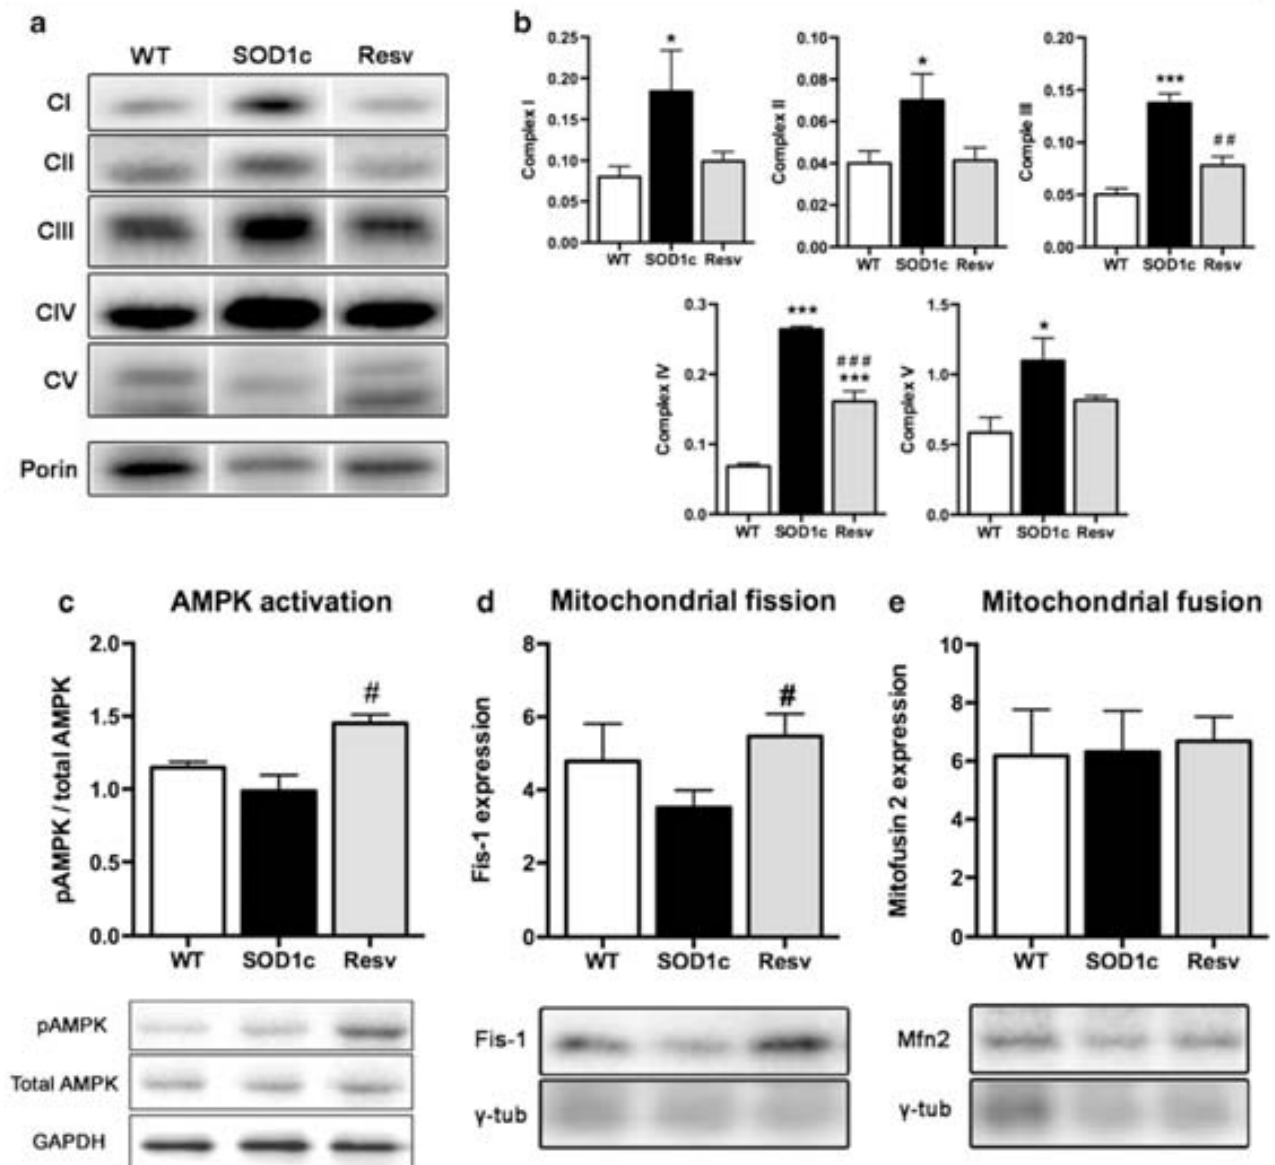 a
WT SOD1c Resv
CI
CII
CIII
CIV
CV
Porin
b
Complex I
0.25
0.20
0.15
0.10
0.05
0.00
*
WT SOD1c Resv
Complex II
0.10
0.08
0.06
0.04
0.02
0.00
*
WT SOD1c Resv
Comple III
0.20
0.15
0.10
0.05
0.00
***
##
WT SOD1c Resv
Complex IV
0.3
0.2
0.1
0.0
***
###
***
WT SOD1c Resv
Complex V
1.5
1.0
0.5
0.0
*
WT SOD1c Resv
c AMPK activation
pAMPK / total AMPK
2.0
1.5
1.0
0.5
0.0
#
WT SOD1c Resv
pAMPK
Total AMPK
GAPDH
d Mitochondrial fission
Fis-1 expression
8
6
4
2
0
#
WT SOD1c Resv
Fis-1
γ-tub
e Mitochondrial fusion
Mitofusin 2 expression
10
8
6
4
2
0
WT SOD1c Resv
Mfn2
γ-tub